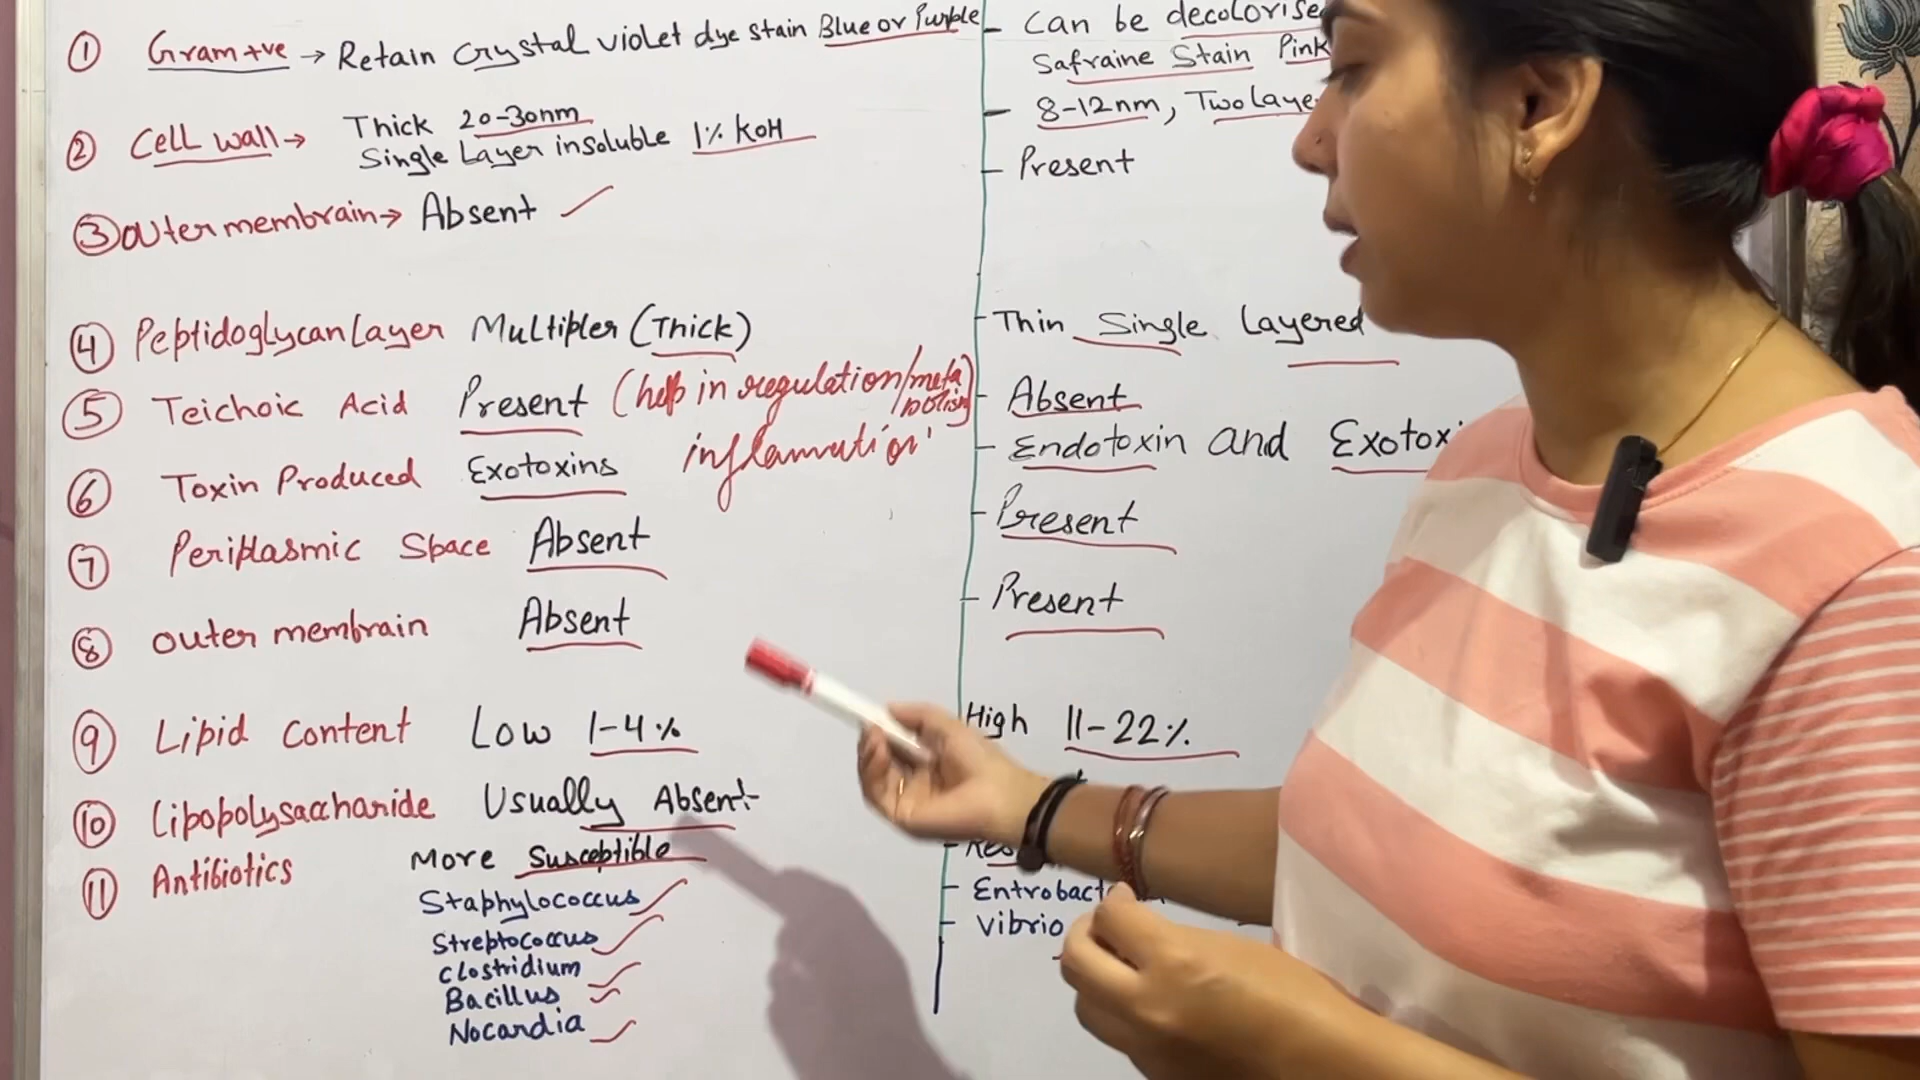 ① Gram+ve → Retain Crystal violet dye stain Blue or Purple
- Can be decolorise
Safraine Stain Pink
② Cell wall → Thick 20-30nm
Single Layer insoluble 1% KOH
- 8-12nm, Two Laye
③ outer membrain → Absent ✓
- Present
④ Peptidoglycan Layer Multipler (Thick)
- Thin Single Layered
⑤ Teichoic Acid Present (help in regulation/
inflamation
- Absent
⑥ Toxin Produced Exotoxins
- Endotoxin and Exotoxi
⑦ Periplasmic Space Absent
- Present
⑧ outer membrain Absent
- Present
⑨ Lipid content Low 1-4%
High 11-22%
⑩ Lipopolysaccharide Usually Absent
⑪ Antibiotics More Susceptible
Staphylococcus
Streptococcus
Clostridium
Bacillus
Nocardia
- Entrobact
- Vibrio